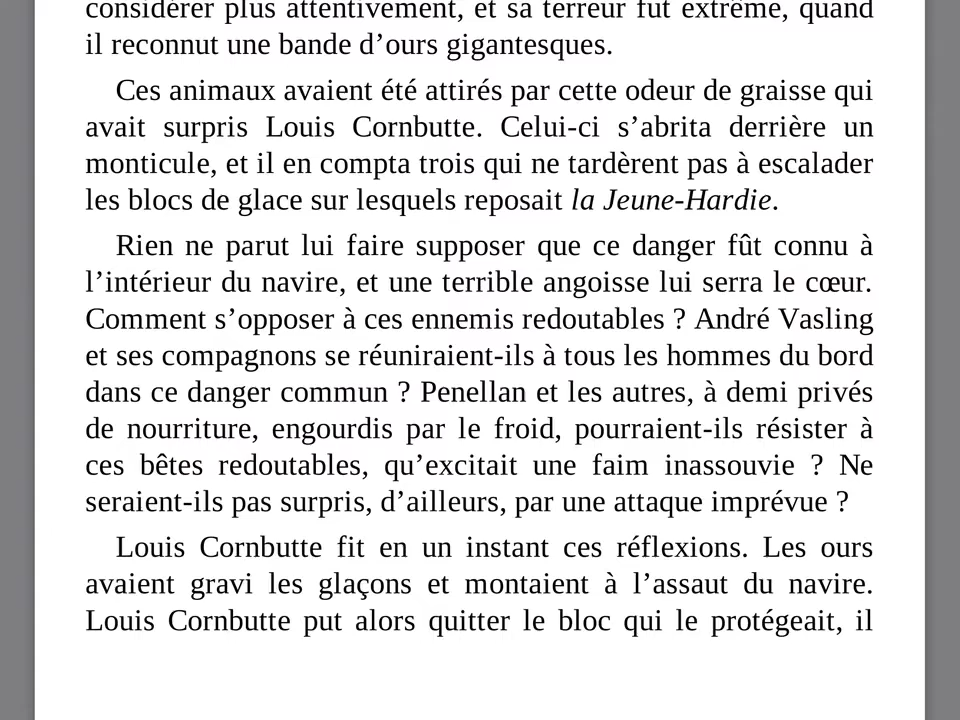 considérer plus attentivement, et sa terreur fut extrême, quand
il reconnut une bande d’ours gigantesques.
Ces animaux avaient été attirés par cette odeur de graisse qui
avait surpris Louis Cornbutte. Celui-ci s’abrita derrière un
monticule, et il en compta trois qui ne tardèrent pas à escalader
les blocs de glace sur lesquels reposait la Jeune-Hardie.
Rien ne parut lui faire supposer que ce danger fût connu à
l’intérieur du navire, et une terrible angoisse lui serra le cœur.
Comment s’opposer à ces ennemis redoutables ? André Vasling
et ses compagnons se réuniraient-ils à tous les hommes du bord
dans ce danger commun ? Penellan et les autres, à demi privés
de nourriture, engourdis par le froid, pourraient-ils résister à
ces bêtes redoutables, qu’excitait une faim inassouvie ? Ne
seraient-ils pas surpris, d’ailleurs, par une attaque imprévue ?
Louis Cornbutte fit en un instant ces réflexions. Les ours
avaient gravi les glaçons et montaient à l’assaut du navire.
Louis Cornbutte put alors quitter le bloc qui le protégeait, il